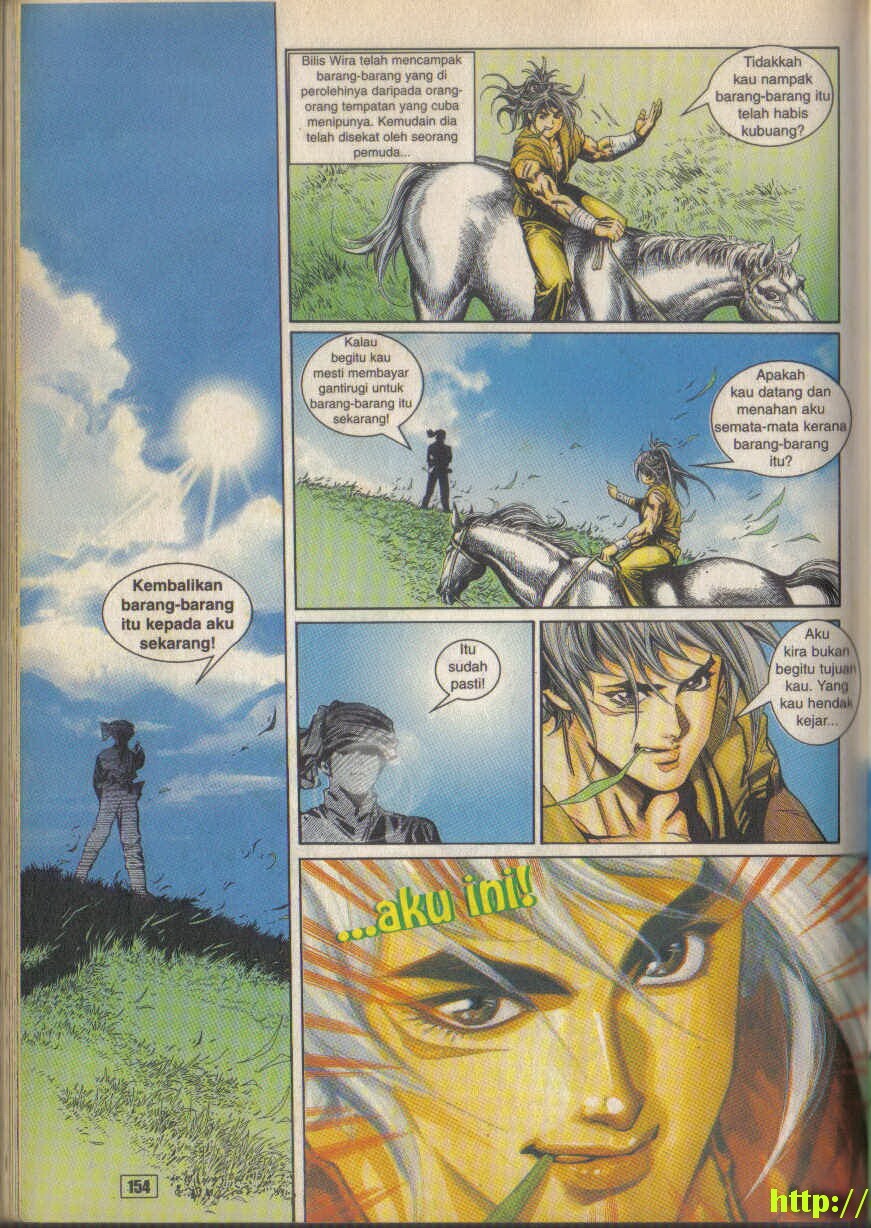 Kembalikan
barang-barang
itu kepada aku
sekarang!
Bilis Wira telah mencampak
barang-barang yang di
perolehinya daripada orang-
orang tempatan yang cuba
menipunya. Kemudain dia
telah disekat oleh seorang
pemuda...
Tidakkah
kau nampak
barang-barang itu
telah habis
kubuang?
Kalau
begitu kau
mesti membayar
gantirugi untuk
barang-barang itu
sekarang!
Apakah
kau datang dan
menahan aku
semata-mata kerana
barang-barang
itu?
Itu
sudah
pasti!
Aku
kira bukan
begitu tujuan
kau. Yang
kau hendak
kejar...
...aku ini!
154
http://